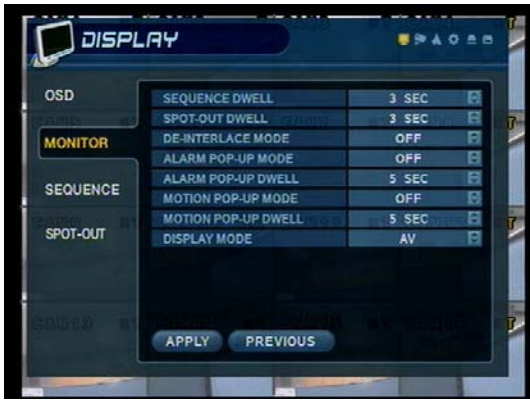 DISPLAY
OSD
MONITOR
SEQUENCE
SPOT-OUT
SEQUENCE DWELL 3 SEC
SPOT-OUT DWELL 3 SEC
DE-INTERLACE MODE OFF
ALARM POP-UP MODE OFF
ALARM POP-UP DWELL 5 SEC
MOTION POP-UP MODE OFF
MOTION POP-UP DWELL 5 SEC
DISPLAY MODE AV
APPLY PREVIOUS